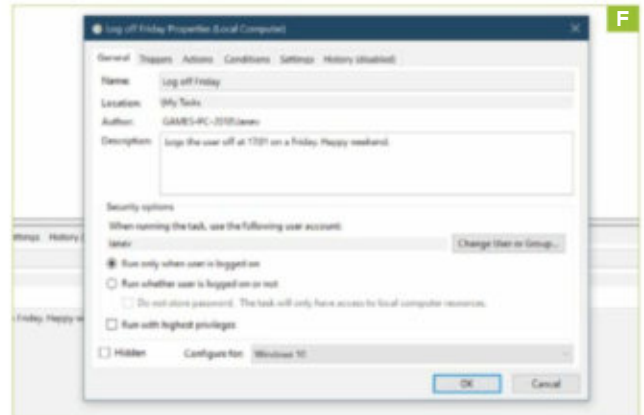 F
Log off Friday Properties (Local Computer)
General Triggers Actions Conditions Settings History (disabled)
Name: Log off Friday
Location: \My Tasks
Author: GAMES-PC-2018\
Description: Logs the user off at 17:01 on a Friday. Happy weekend.
Security options
When running the task, use the following user account:
Change User or Group...
Run only when user is logged on
Run whether user is logged on or not
Do not store password. The task will only have access to local computer resources.
Run with highest privileges
Hidden Configure for: Windows 10
OK Cancel
ttings History
Friday. Happy w